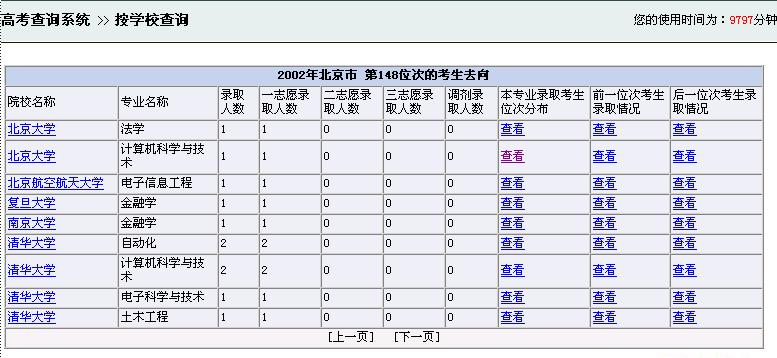 高考查询系统 >> 按学校查询 您的使用时间为：9797分钟
2002年北京市 第148位次的考生去向
院校名称 专业名称 录取人数 一志愿录取人数 二志愿录取人数 三志愿录取人数 调剂录取人数 本专业录取考生位次分布 前一位次考生录取情况 后一位次考生录取情况
北京大学 法学 1 1 0 0 0 查看 查看 查看
北京大学 计算机科学与技术 1 1 0 0 0 查看 查看 查看
北京航空航天大学 电子信息工程 1 1 0 0 0 查看 查看 查看
复旦大学 金融学 1 1 0 0 0 查看 查看 查看
南京大学 金融学 1 1 0 0 0 查看 查看 查看
清华大学 自动化 2 2 0 0 0 查看 查看 查看
清华大学 计算机科学与技术 2 2 0 0 0 查看 查看 查看
清华大学 电子科学与技术 1 1 0 0 0 查看 查看 查看
清华大学 土木工程 1 1 0 0 0 查看 查看 查看
[上一页] [下一页]